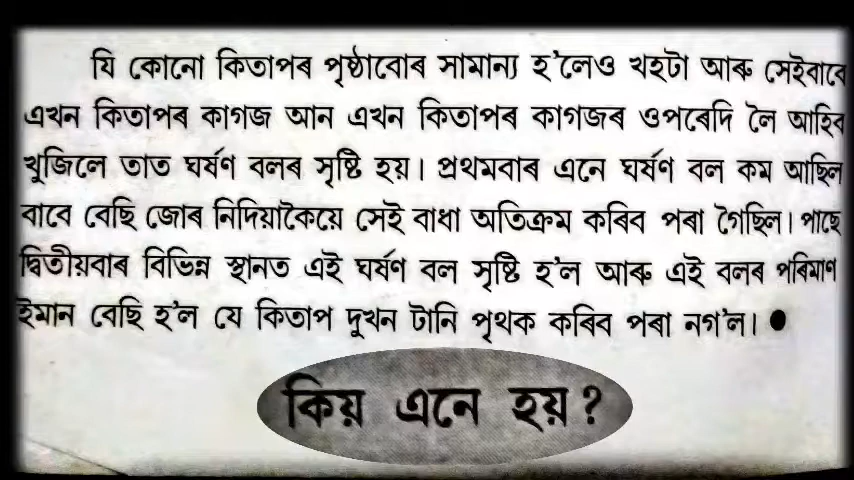 যি কোনো কিতাপৰ পৃষ্ঠাবোৰ সামান্য হ'লেও খহটা আৰু সেইবাবে
এখন কিতাপৰ কাগজ আন এখন কিতাপৰ কাগজৰ ওপৰেদি লৈ আহিব
খুজিলে তাত ঘৰ্ষণ বলৰ সৃষ্টি হয়। প্ৰথমবাৰ এনে ঘৰ্ষণ বল কম আছিল
বাবে বেছি জোৰ নিদিয়াকৈয়ে সেই বাধা অতিক্ৰম কৰিব পৰা গৈছিল। পাছে
দ্বিতীয়বাৰ বিভিন্ন স্থানত এই ঘৰ্ষণ বল সৃষ্টি হ'ল আৰু এই বলৰ পৰিমাণ
ইমান বেছি হ'ল যে কিতাপ দুখন টানি পৃথক কৰিব পৰা নগ'ল। ●
কিয় এনে হয়?